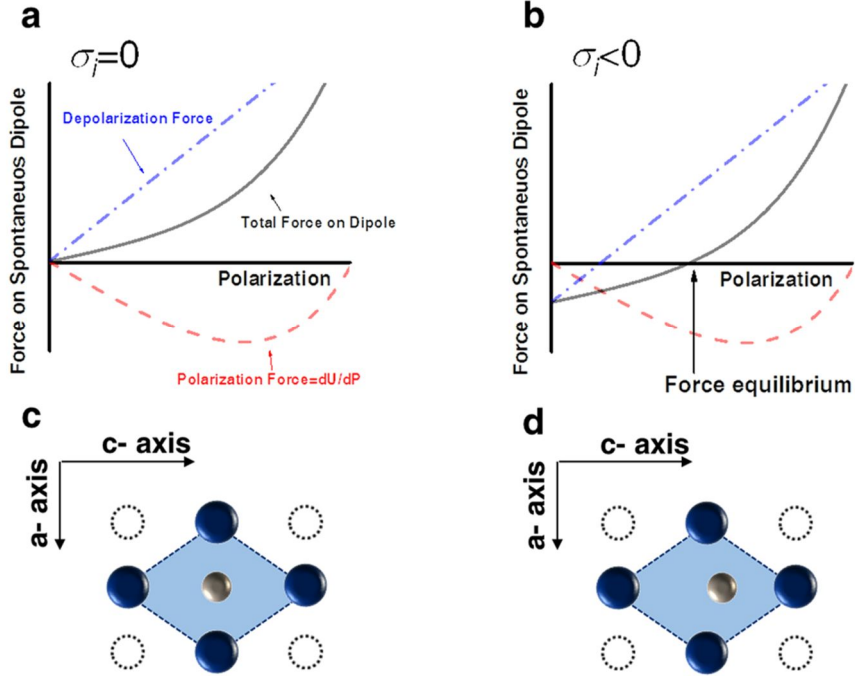 a
σi=0
Force on Spontaneuos Dipole
Depolarization Force
Total Force on Dipole
Polarization
Polarization Force=dU/dP
b
σi<0
Force on Spontaneuos Dipole
Polarization
Force equilibrium
c
c- axis
a- axis
d
c- axis
a- axis